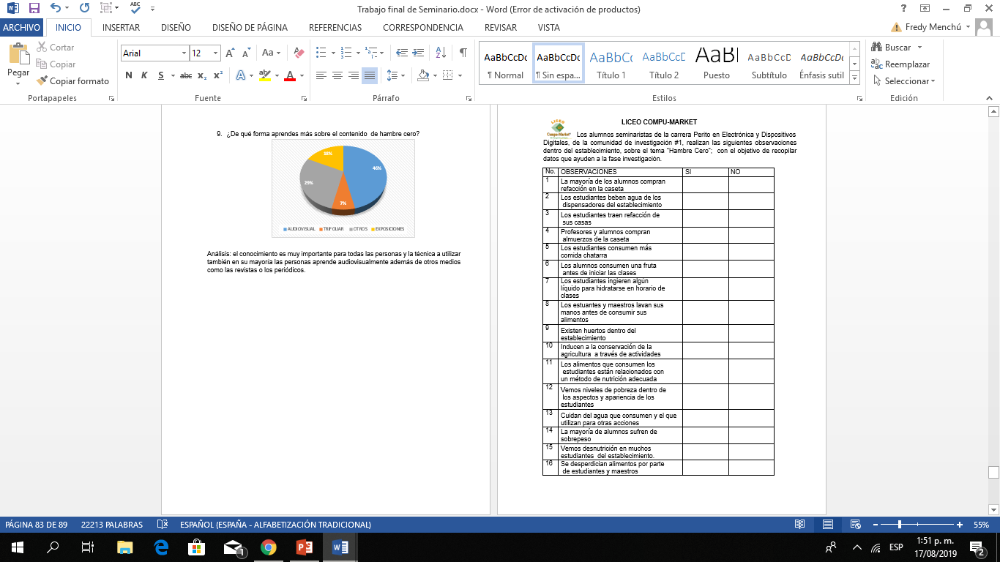 Trabajo final de Seminario.docx - Word (Error de activación de productos)
ARCHIVO INICIO INSERTAR DISEÑO DISEÑO DE PÁGINA REFERENCIAS CORRESPONDENCIA REVISAR VISTA Fredy Menchú
Pegar
Cortar
Copiar
Copiar formato
Portapapeles
Arial 12
N K S abc x₂ x²
Fuente
Párrafo
AaBbCcDc AaBbCcDc AaBbCc AaBbCcD AaBl AaBbCcD AaBbCcDc
¶ Normal ¶ Sin espa... Título 1 Título 2 Puesto Subtítulo Énfasis sutil
Estilos
Buscar
Reemplazar
Seleccionar
Edición
9. ¿De qué forma aprendes más sobre el contenido de hambre cero?
18%
46%
29%
7%
AUDIOVISUAL TRIFOLIAR OTROS EXPOSICIONES
Análisis: el conocimiento es muy importante para todas las personas y la técnica a utilizar
también en su mayoría las personas aprende audiovisualmente además de otros medios
como las revistas o los periódicos.
LICEO
Compu-Market
LICEO COMPU-MARKET
Los alumnos seminaristas de la carrera Perito en Electrónica y Dispositivos
Digitales, de la comunidad de investigación #1, realizan las siguientes observaciones
dentro del establecimiento, sobre el tema "Hambre Cero"; con el objetivo de recopilar
datos que ayuden a la fase investigación.
No. OBSERVACIONES SI NO
1 La mayoría de los alumnos compran
refacción en la caseta
2 Los estudiantes beben agua de los
dispensadores del establecimiento
3 Los estudiantes traen refacción de
sus casas
4 Profesores y alumnos compran
almuerzos de la caseta
5 Los estudiantes consumen más
comida chatarra
6 Los alumnos consumen una fruta
antes de iniciar las clases
7 Los estudiantes ingieren algún
líquido para hidratarse en horario de
clases
8 Los estuantes y maestros lavan sus
manos antes de consumir sus
alimentos
9 Existen huertos dentro del
establecimiento
10 Inducen a la conservación de la
agricultura a través de actividades
11 Los alimentos que consumen los
estudiantes están relacionados con
un método de nutrición adecuada
12 Vemos niveles de pobreza dentro de
los aspectos y apariencia de los
estudiantes
13 Cuidan del agua que consumen y el que
utilizan para otras acciones
14 La mayoría de alumnos sufren de
sobrepeso
15 Vemos desnutrición en muchos
estudiantes del establecimiento.
16 Se desperdician alimentos por parte
de estudiantes y maestros
PÁGINA 83 DE 89 22213 PALABRAS ESPAÑOL (ESPAÑA - ALFABETIZACIÓN TRADICIONAL) 55%
ESP
1:51 p. m.
17/08/2019
1
2